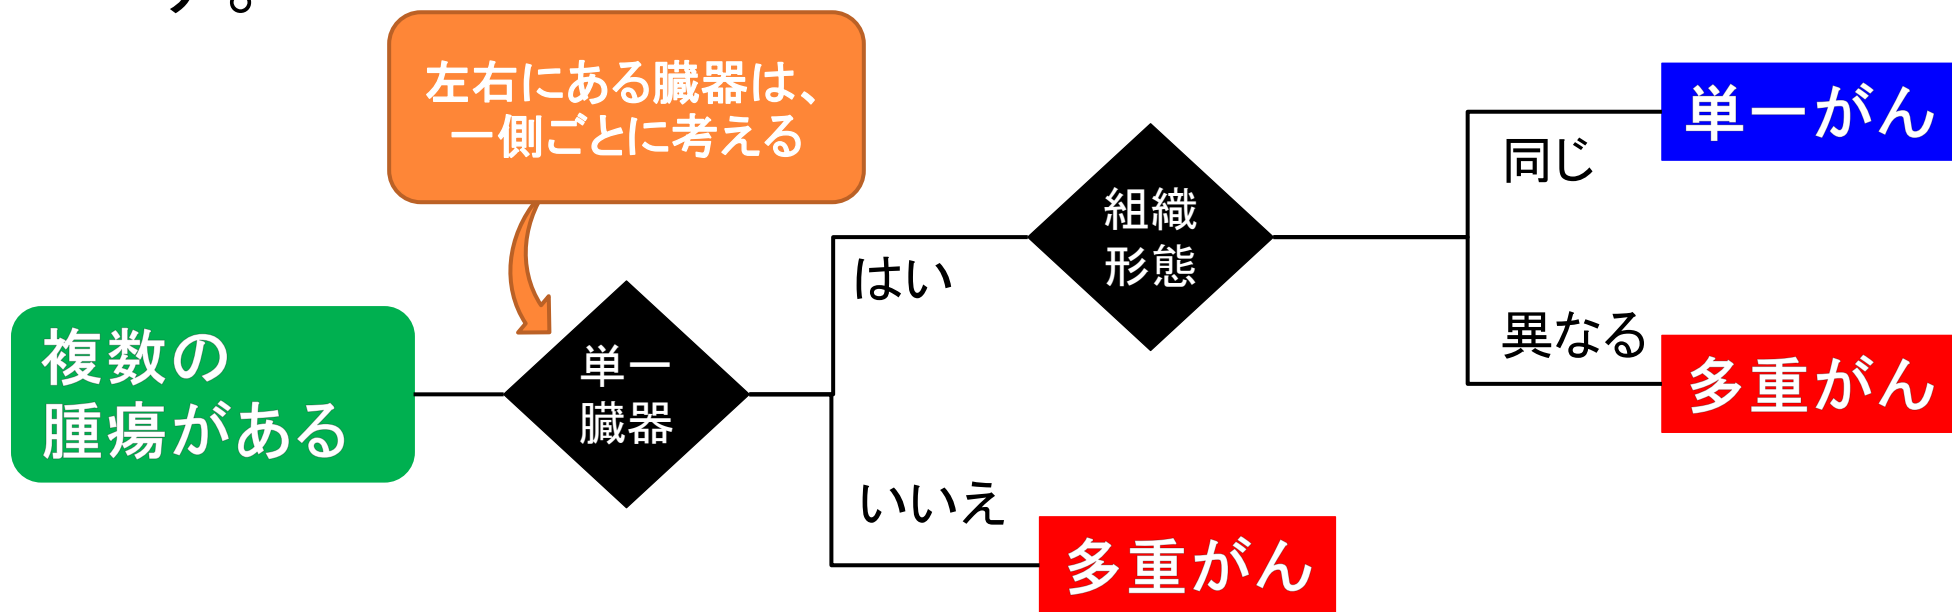 す。
左右にある臓器は、
一側ごとに考える
単一がん
同じ
組織
形態
はい
異なる
複数の
腫瘍がある
単一
臓器
多重がん
いいえ
多重がん